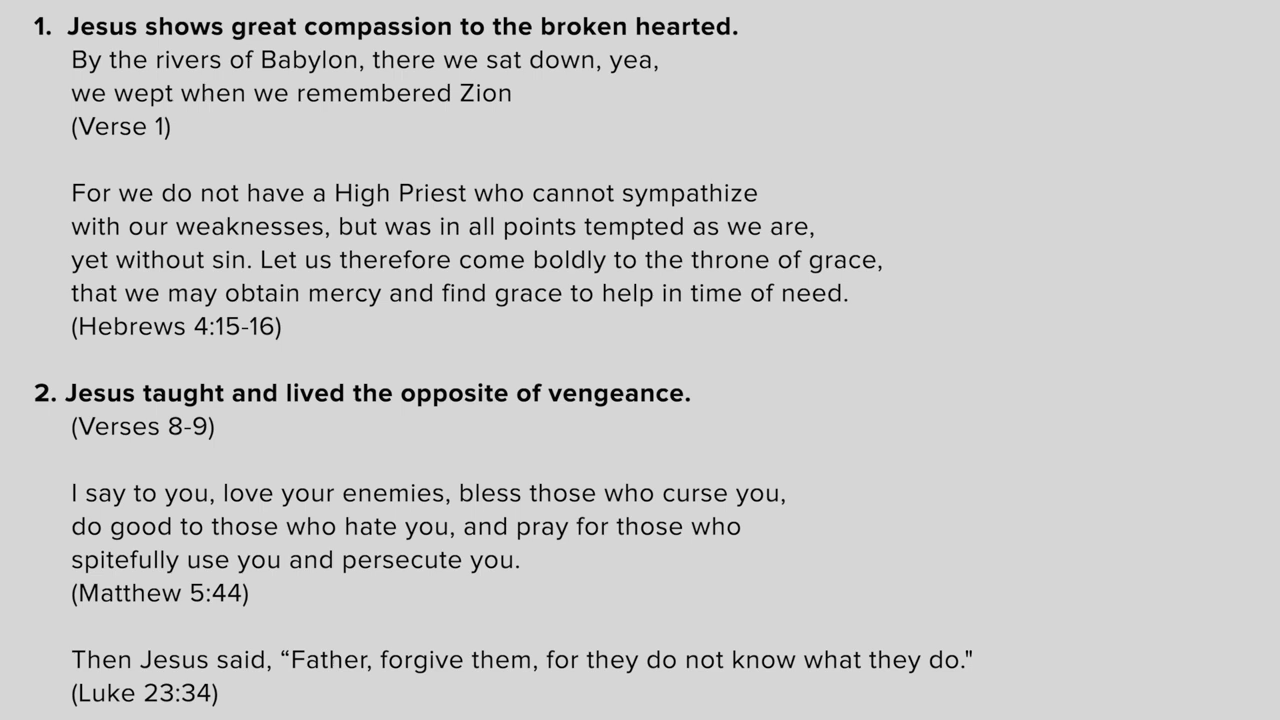 1. Jesus shows great compassion to the broken hearted.
By the rivers of Babylon, there we sat down, yea,
we wept when we remembered Zion
(Verse 1)
For we do not have a High Priest who cannot sympathize
with our weaknesses, but was in all points tempted as we are,
yet without sin. Let us therefore come boldly to the throne of grace,
that we may obtain mercy and find grace to help in time of need.
(Hebrews 4:15-16)
2. Jesus taught and lived the opposite of vengeance.
(Verses 8-9)
I say to you, love your enemies, bless those who curse you,
do good to those who hate you, and pray for those who
spitefully use you and persecute you.
(Matthew 5:44)
Then Jesus said, “Father, forgive them, for they do not know what they do."
(Luke 23:34)